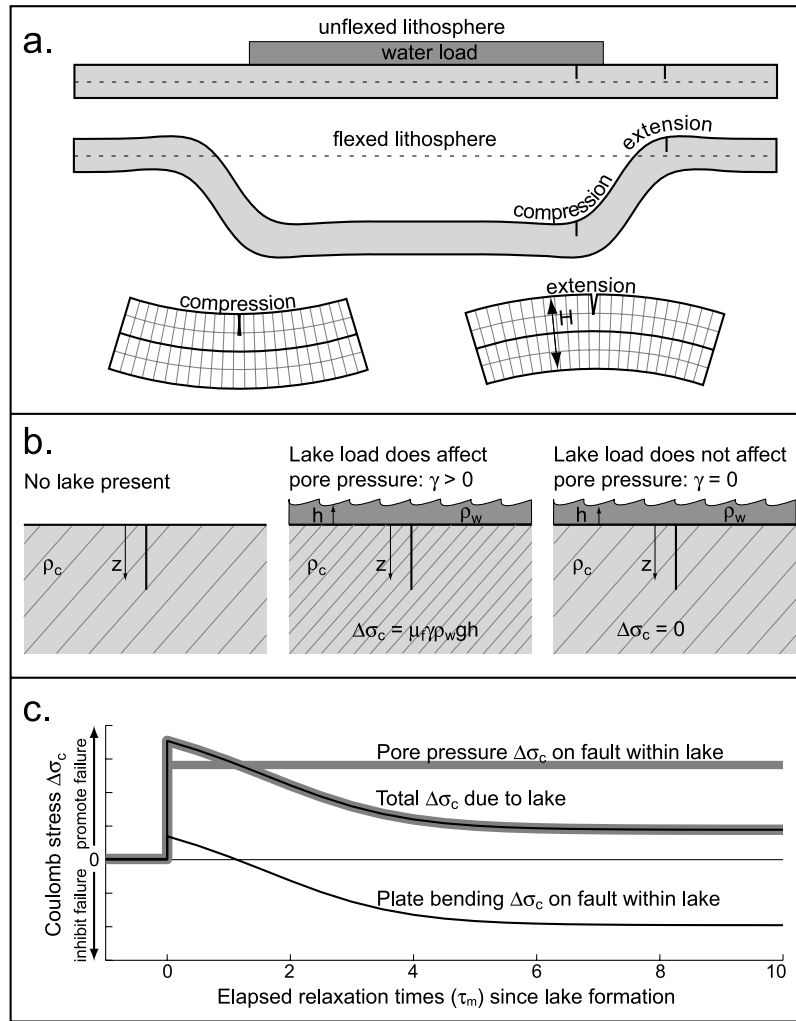 a.
unflexed lithosphere
water load
flexed lithosphere
extension
compression
compression
extension
H
b.
No lake present
Lake load does affect
pore pressure: γ > 0
Lake load does not affect
pore pressure: γ = 0
ρc z
h ρw
ρc z
Δσc = μfγρwgh
h ρw
ρc z
Δσc = 0
c.
Coulomb stress Δσc
promote failure
0
inhibit failure
Pore pressure Δσc on fault within lake
Total Δσc due to lake
Plate bending Δσc on fault within lake
0 2 4 6 8 10
Elapsed relaxation times (τm) since lake formation